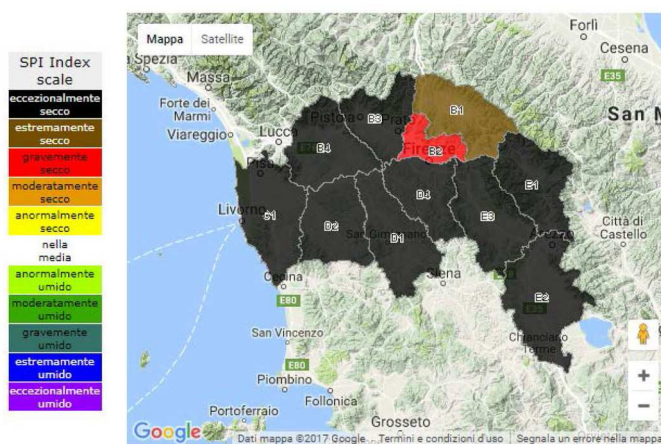 SPI Index
scale
eccezionalmente
secco
estremamente
secco
gravemente
secco
moderatamente
secco
anormalmente
secco
nella
media
anormalmente
umido
moderatamente
umido
gravemente
umido
estremamente
umido
eccezionalmente
umido
Mappa
Satellite
Forlì
Cesena
a Spezia
Massa
E35
Forte dei
Marmi
B1
San M
Pistoia
B3
Prato
Viareggio
Lucca
Firenze
B2
B4
Pisa
E1
D4
Livorno
D2
E3
Città di
Castello
San Gimignano
D1
Cecina
Siena
E80
E2
E35
Chianciano
Terme
San Vincenzo
E80
Piombino
Follonica
Portoferraio
Grosseto
Google
Dati mappa ©2017 Google
Termini e condizioni d'uso
Segnala un errore nella mappa